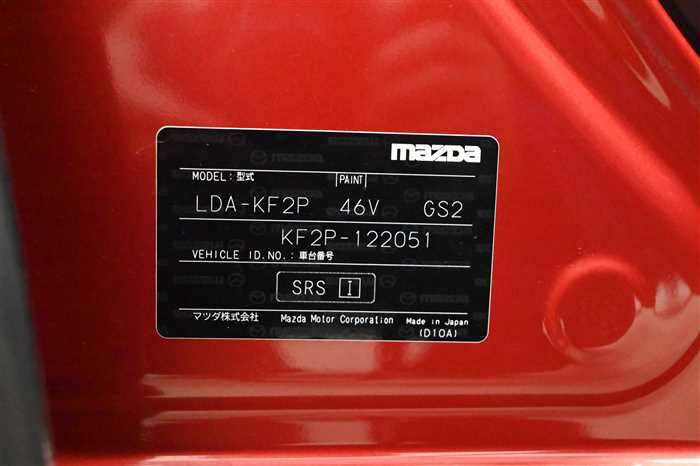 mazda
MODEL:型式 PAINT
LDA-KF2P 46V GS2
KF2P-122051
VEHICLE ID.NO.:車台番号
SRS I
マツダ株式会社 Mazda Motor Corporation Made in Japan
(D10A)